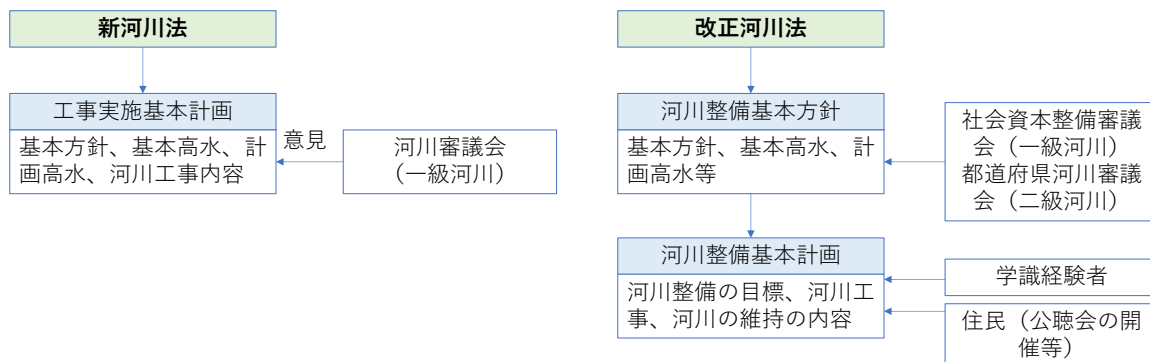 新河川法
工事実施基本計画
基本方針、基本高水、計
画高水、河川工事内容
意見
河川審議会
（一級河川）
改正河川法
河川整備基本方針
基本方針、基本高水、計
画高水等
社会資本整備審議
会（一級河川）
都道府県河川審議
会（二級河川）
河川整備基本計画
河川整備の目標、河川工
事、河川の維持の内容
学識経験者
住民（公聴会の開
催等）